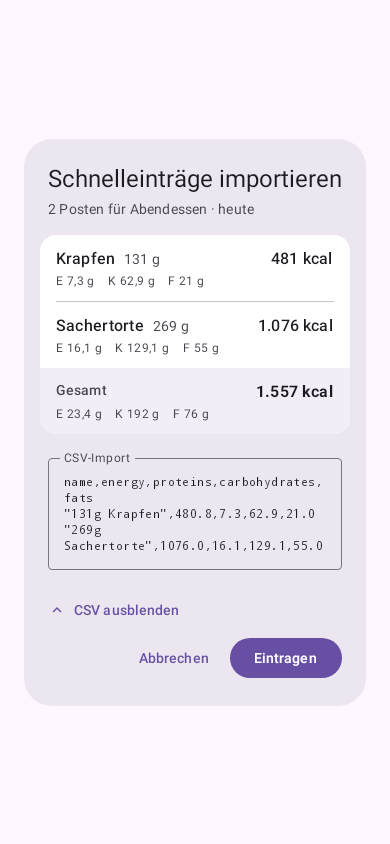 Schnelleinträge importieren
2 Posten für Abendessen · heute
Krapfen 131 g 481 kcal
E 7,3 g K 62,9 g F 21 g
Sachertorte 269 g 1.076 kcal
E 16,1 g K 129,1 g F 55 g
Gesamt 1.557 kcal
E 23,4 g K 192 g F 76 g
CSV-Import
name,energy,proteins,carbohydrates,
fats
"131g Krapfen",480.8,7.3,62.9,21.0
"269g
Sachertorte",1076.0,16.1,129.1,55.0
CSV ausblenden
Abbrechen Eintragen